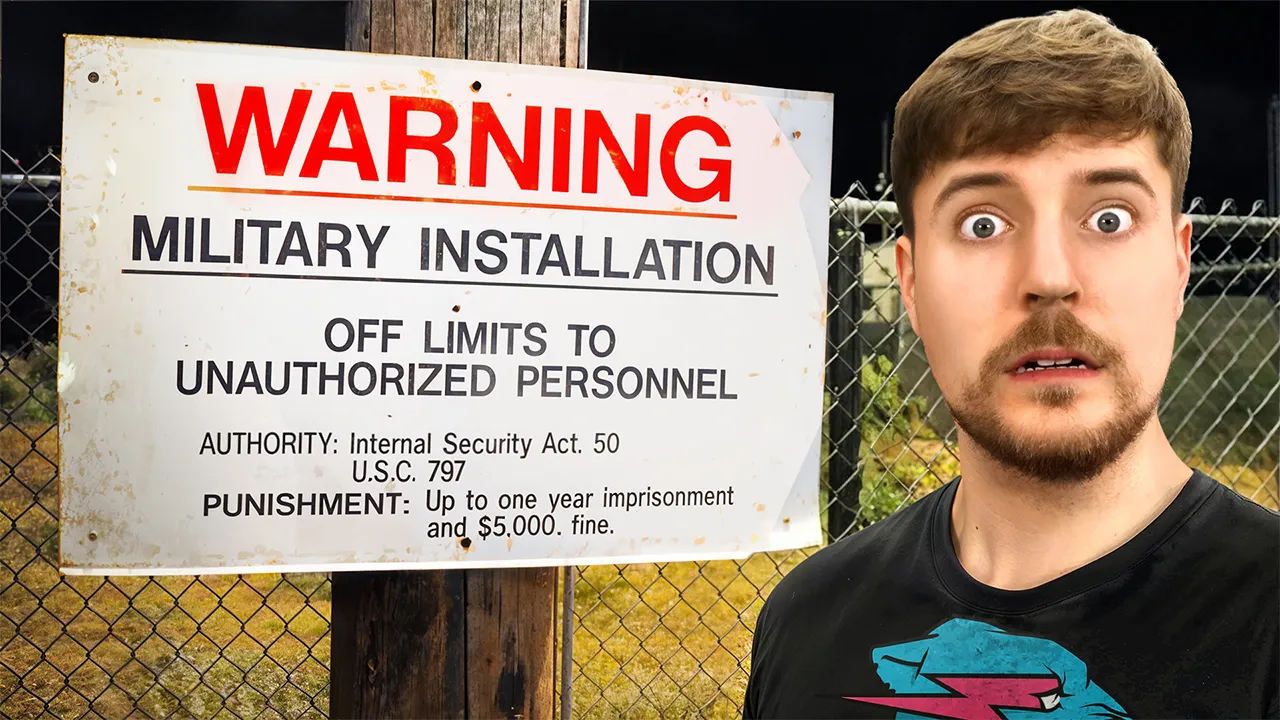 WARNING
MILITARY INSTALLATION
OFF LIMITS TO
UNAUTHORIZED PERSONNEL
AUTHORITY: Internal Security Act. 50
U.S.C. 797
PUNISHMENT: Up to one year imprisonment
and $5,000. fine.